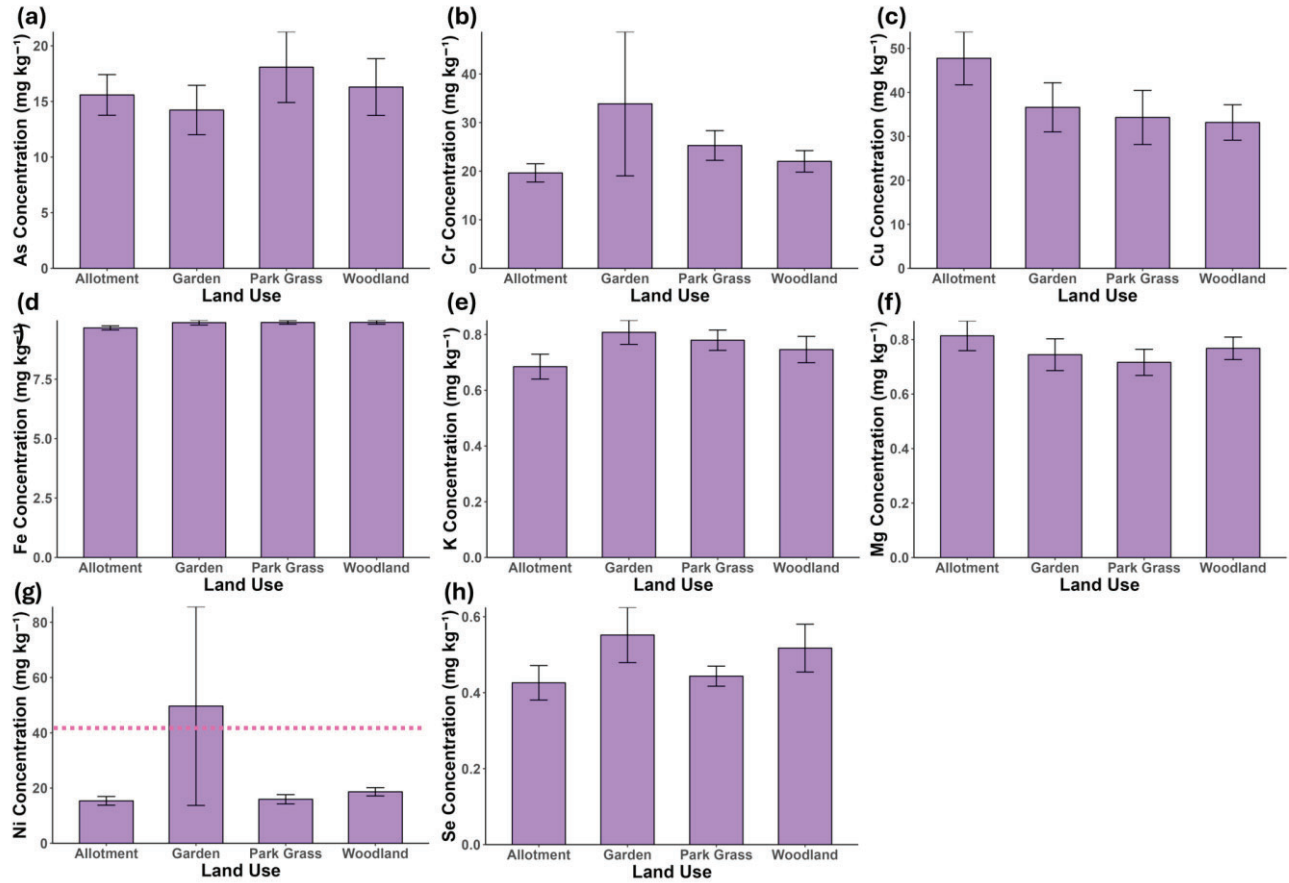 (a)
As Concentration (mg kg⁻¹)
20
15
10
5
0
Allotment Garden Park Grass Woodland
Land Use
(b)
Cr Concentration (mg kg⁻¹)
40
30
20
10
0
Allotment Garden Park Grass Woodland
Land Use
(c)
Cu Concentration (mg kg⁻¹)
50
40
30
20
10
0
Allotment Garden Park Grass Woodland
Land Use
(d)
Fe Concentration (mg kg⁻¹)
7.5
5.0
2.5
0.0
Allotment Garden Park Grass Woodland
Land Use
(e)
K Concentration (mg kg⁻¹)
0.8
0.6
0.4
0.2
0.0
Allotment Garden Park Grass Woodland
Land Use
(f)
Mg Concentration (mg kg⁻¹)
0.8
0.6
0.4
0.2
0.0
Allotment Garden Park Grass Woodland
Land Use
(g)
Ni Concentration (mg kg⁻¹)
80
60
40
20
0
Allotment Garden Park Grass Woodland
Land Use
(h)
Se Concentration (mg kg⁻¹)
0.6
0.4
0.2
0.0
Allotment Garden Park Grass Woodland
Land Use